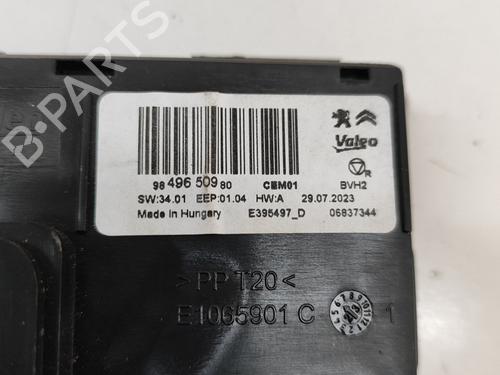 B-PARTS
Valeo
98 496 509 80 CEM01 R BVH2
SW:34.01 EEP:01.04 HW:A 29.07.2023
Made in Hungary E395497_D 06837344
>PP T20<
E1065901 C 1